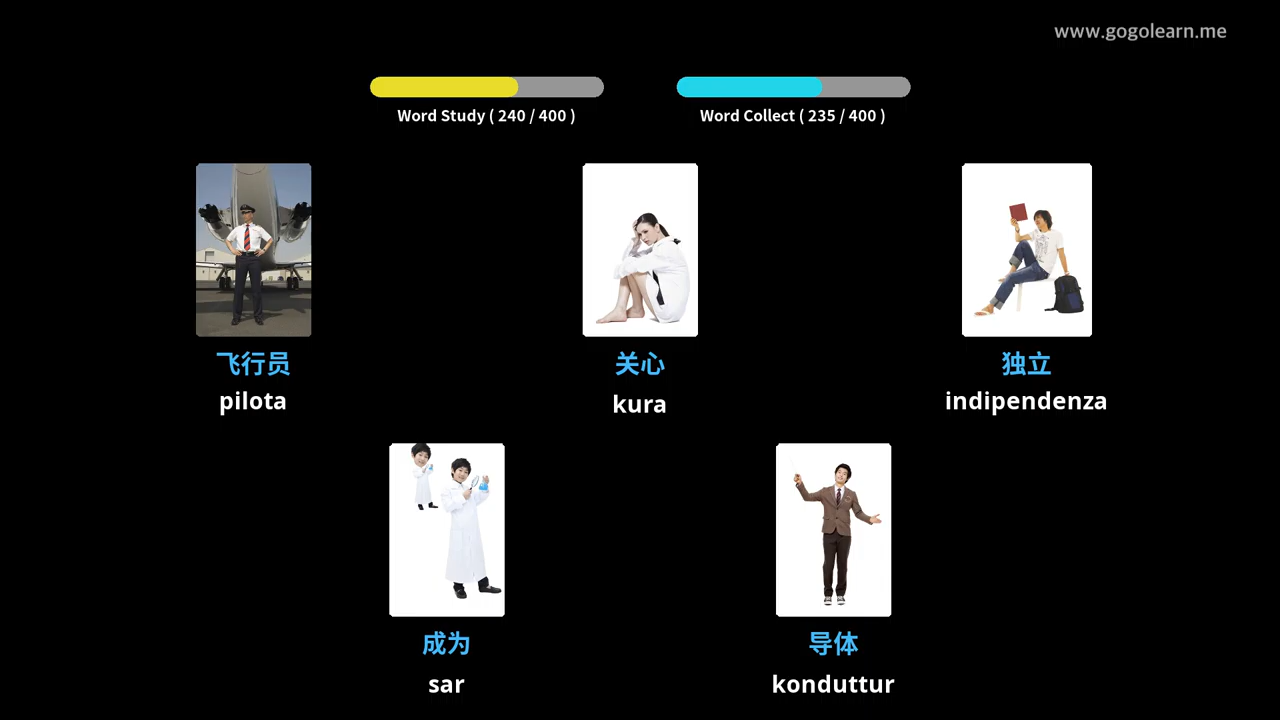 www.gogolearn.me
Word Study ( 240 / 400 )
Word Collect ( 235 / 400 )
飞行员
pilota
关心
kura
独立
indipendenza
成为
sar
导体
konduttur